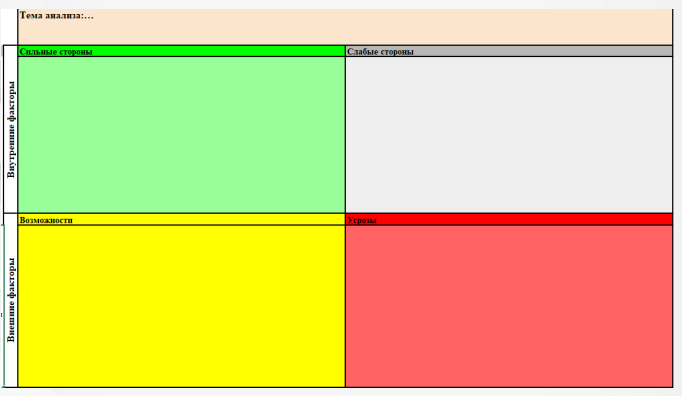 Тема анализа:…
Сильные стороны
Слабые стороны
Внутренние факторы
Возможности
Угрозы
Внешние факторы